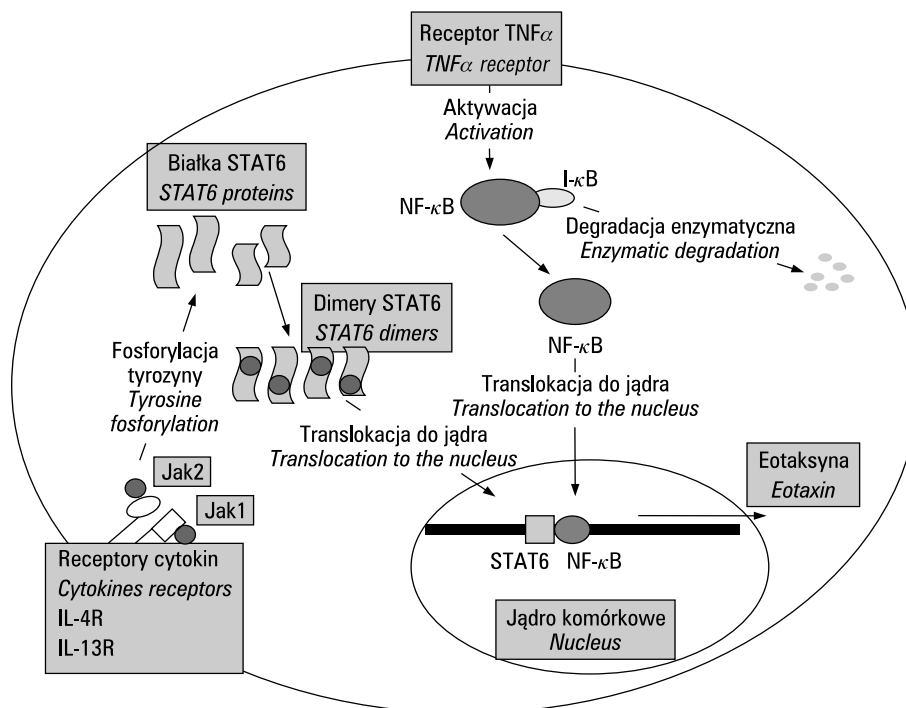 Receptor TNFα
TNFα receptor
Aktywacja
Activation
Białka STAT6
STAT6 proteins
I-κB
NF-κB
Degradacja enzymatyczna
Enzymatic degradation
Dimery STAT6
STAT6 dimers
NF-κB
Fosforylacja
tyrozyny
Tyrosine
fosforylation
Translokacja do jądra
Translocation to the nucleus
Translokacja do jądra
Translocation to the nucleus
Jak2
Jak1
Eotaksyna
Eotaxin
Receptory cytokin
Cytokines receptors
IL-4R
IL-13R
STAT6
NF-κB
Jądro komórkowe
Nucleus